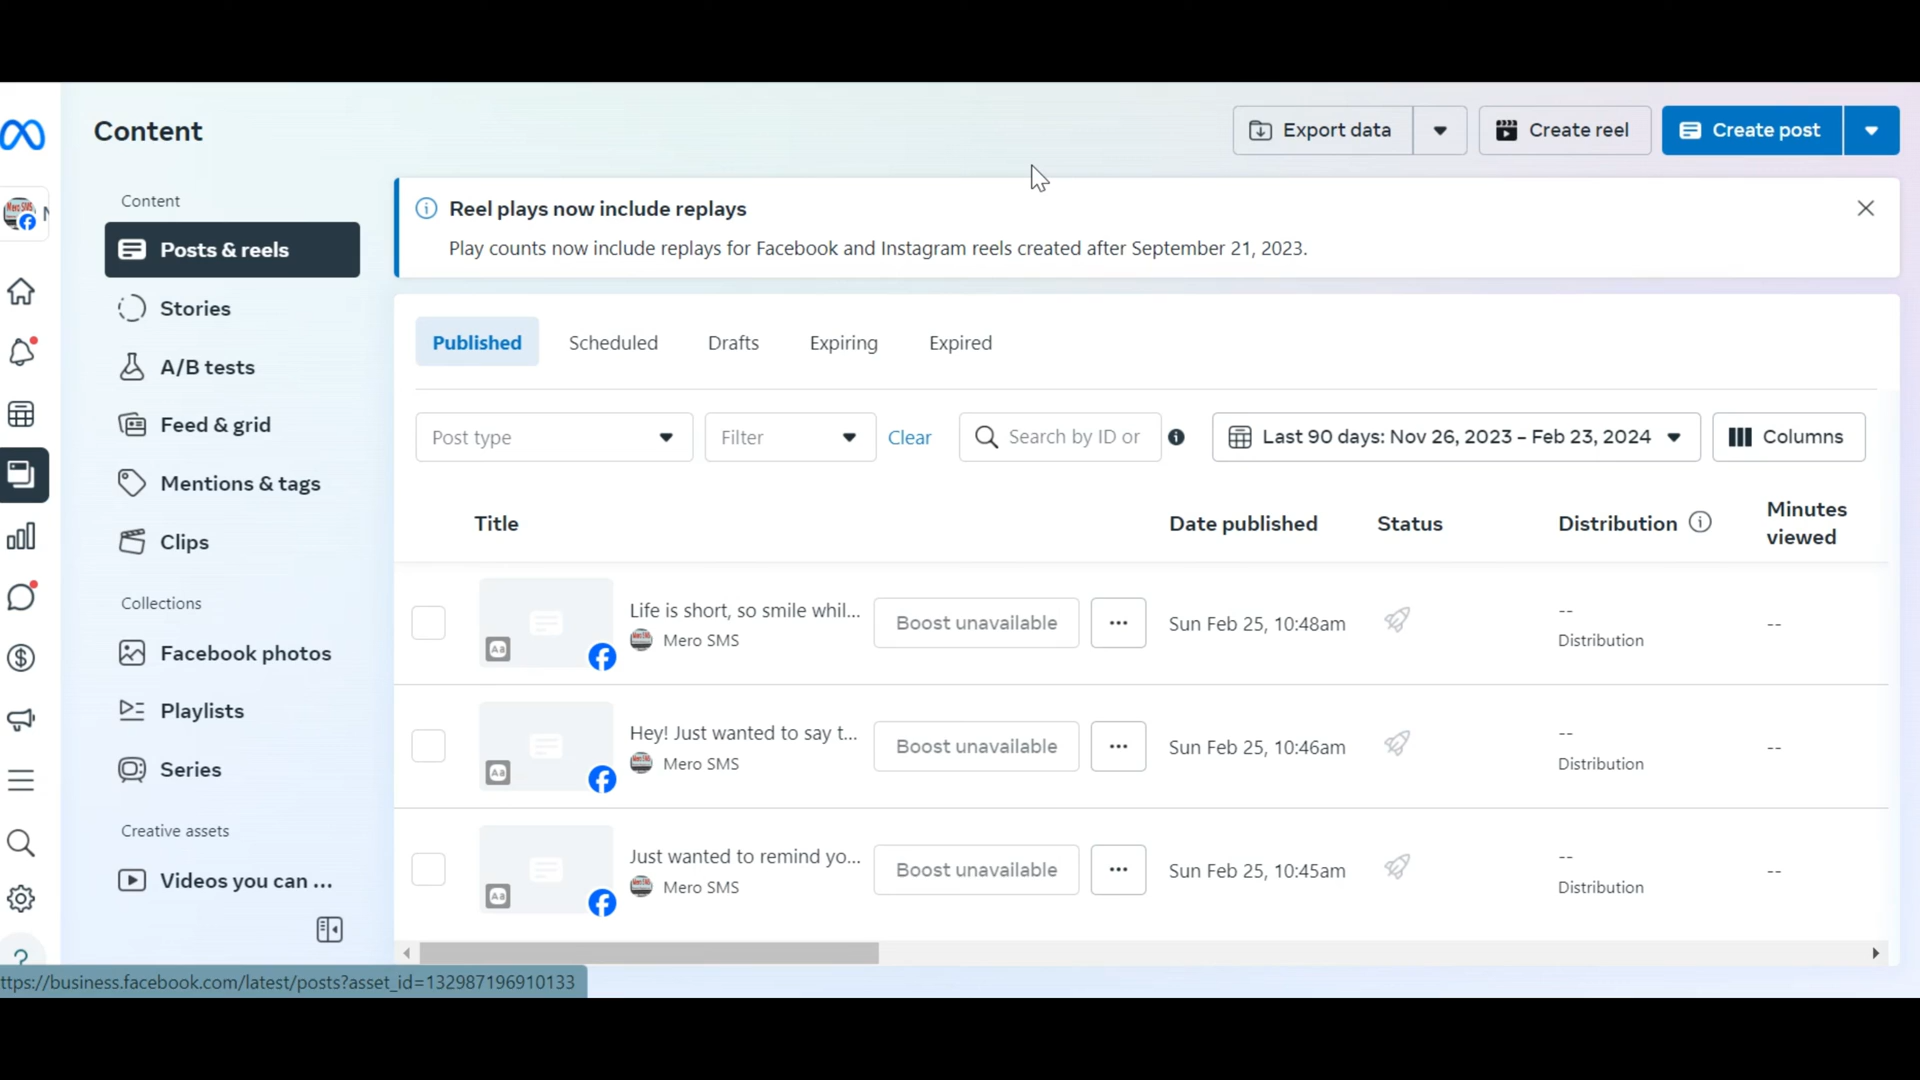 Content
Export data
Create reel
Create post
Content
Posts & reels
Stories
A/B tests
Feed & grid
Mentions & tags
Clips
Collections
Facebook photos
Playlists
Series
Creative assets
Videos you can ...
Reel plays now include replays
Play counts now include replays for Facebook and Instagram reels created after September 21, 2023.
Published
Scheduled
Drafts
Expiring
Expired
Post type
Filter
Clear
Search by ID or
Last 90 days: Nov 26, 2023 – Feb 23, 2024
Columns
Title
Date published
Status
Distribution
Minutes
viewed
Life is short, so smile whil...
Mero SMS
Boost unavailable
Sun Feb 25, 10:48am
--
Distribution
--
Hey! Just wanted to say t...
Mero SMS
Boost unavailable
Sun Feb 25, 10:46am
--
Distribution
--
Just wanted to remind yo...
Mero SMS
Boost unavailable
Sun Feb 25, 10:45am
--
Distribution
--
ttps://business.facebook.com/latest/posts?asset_id=132987196910133